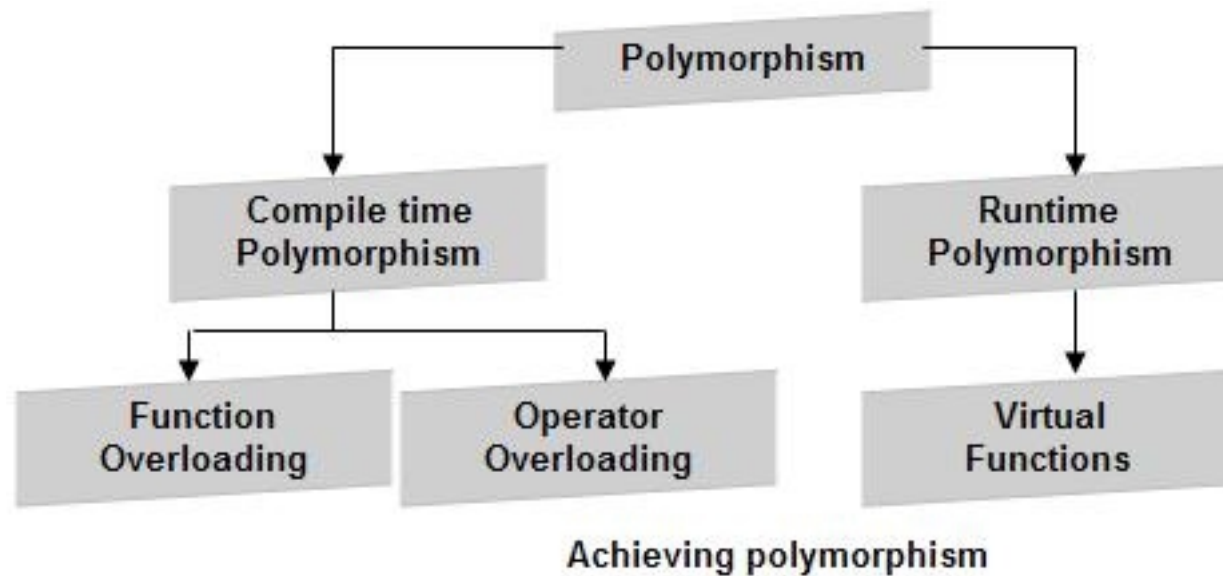 Polymorphism
Compile time
Polymorphism
Runtime
Polymorphism
Function
Overloading
Operator
Overloading
Virtual
Functions
Achieving polymorphism